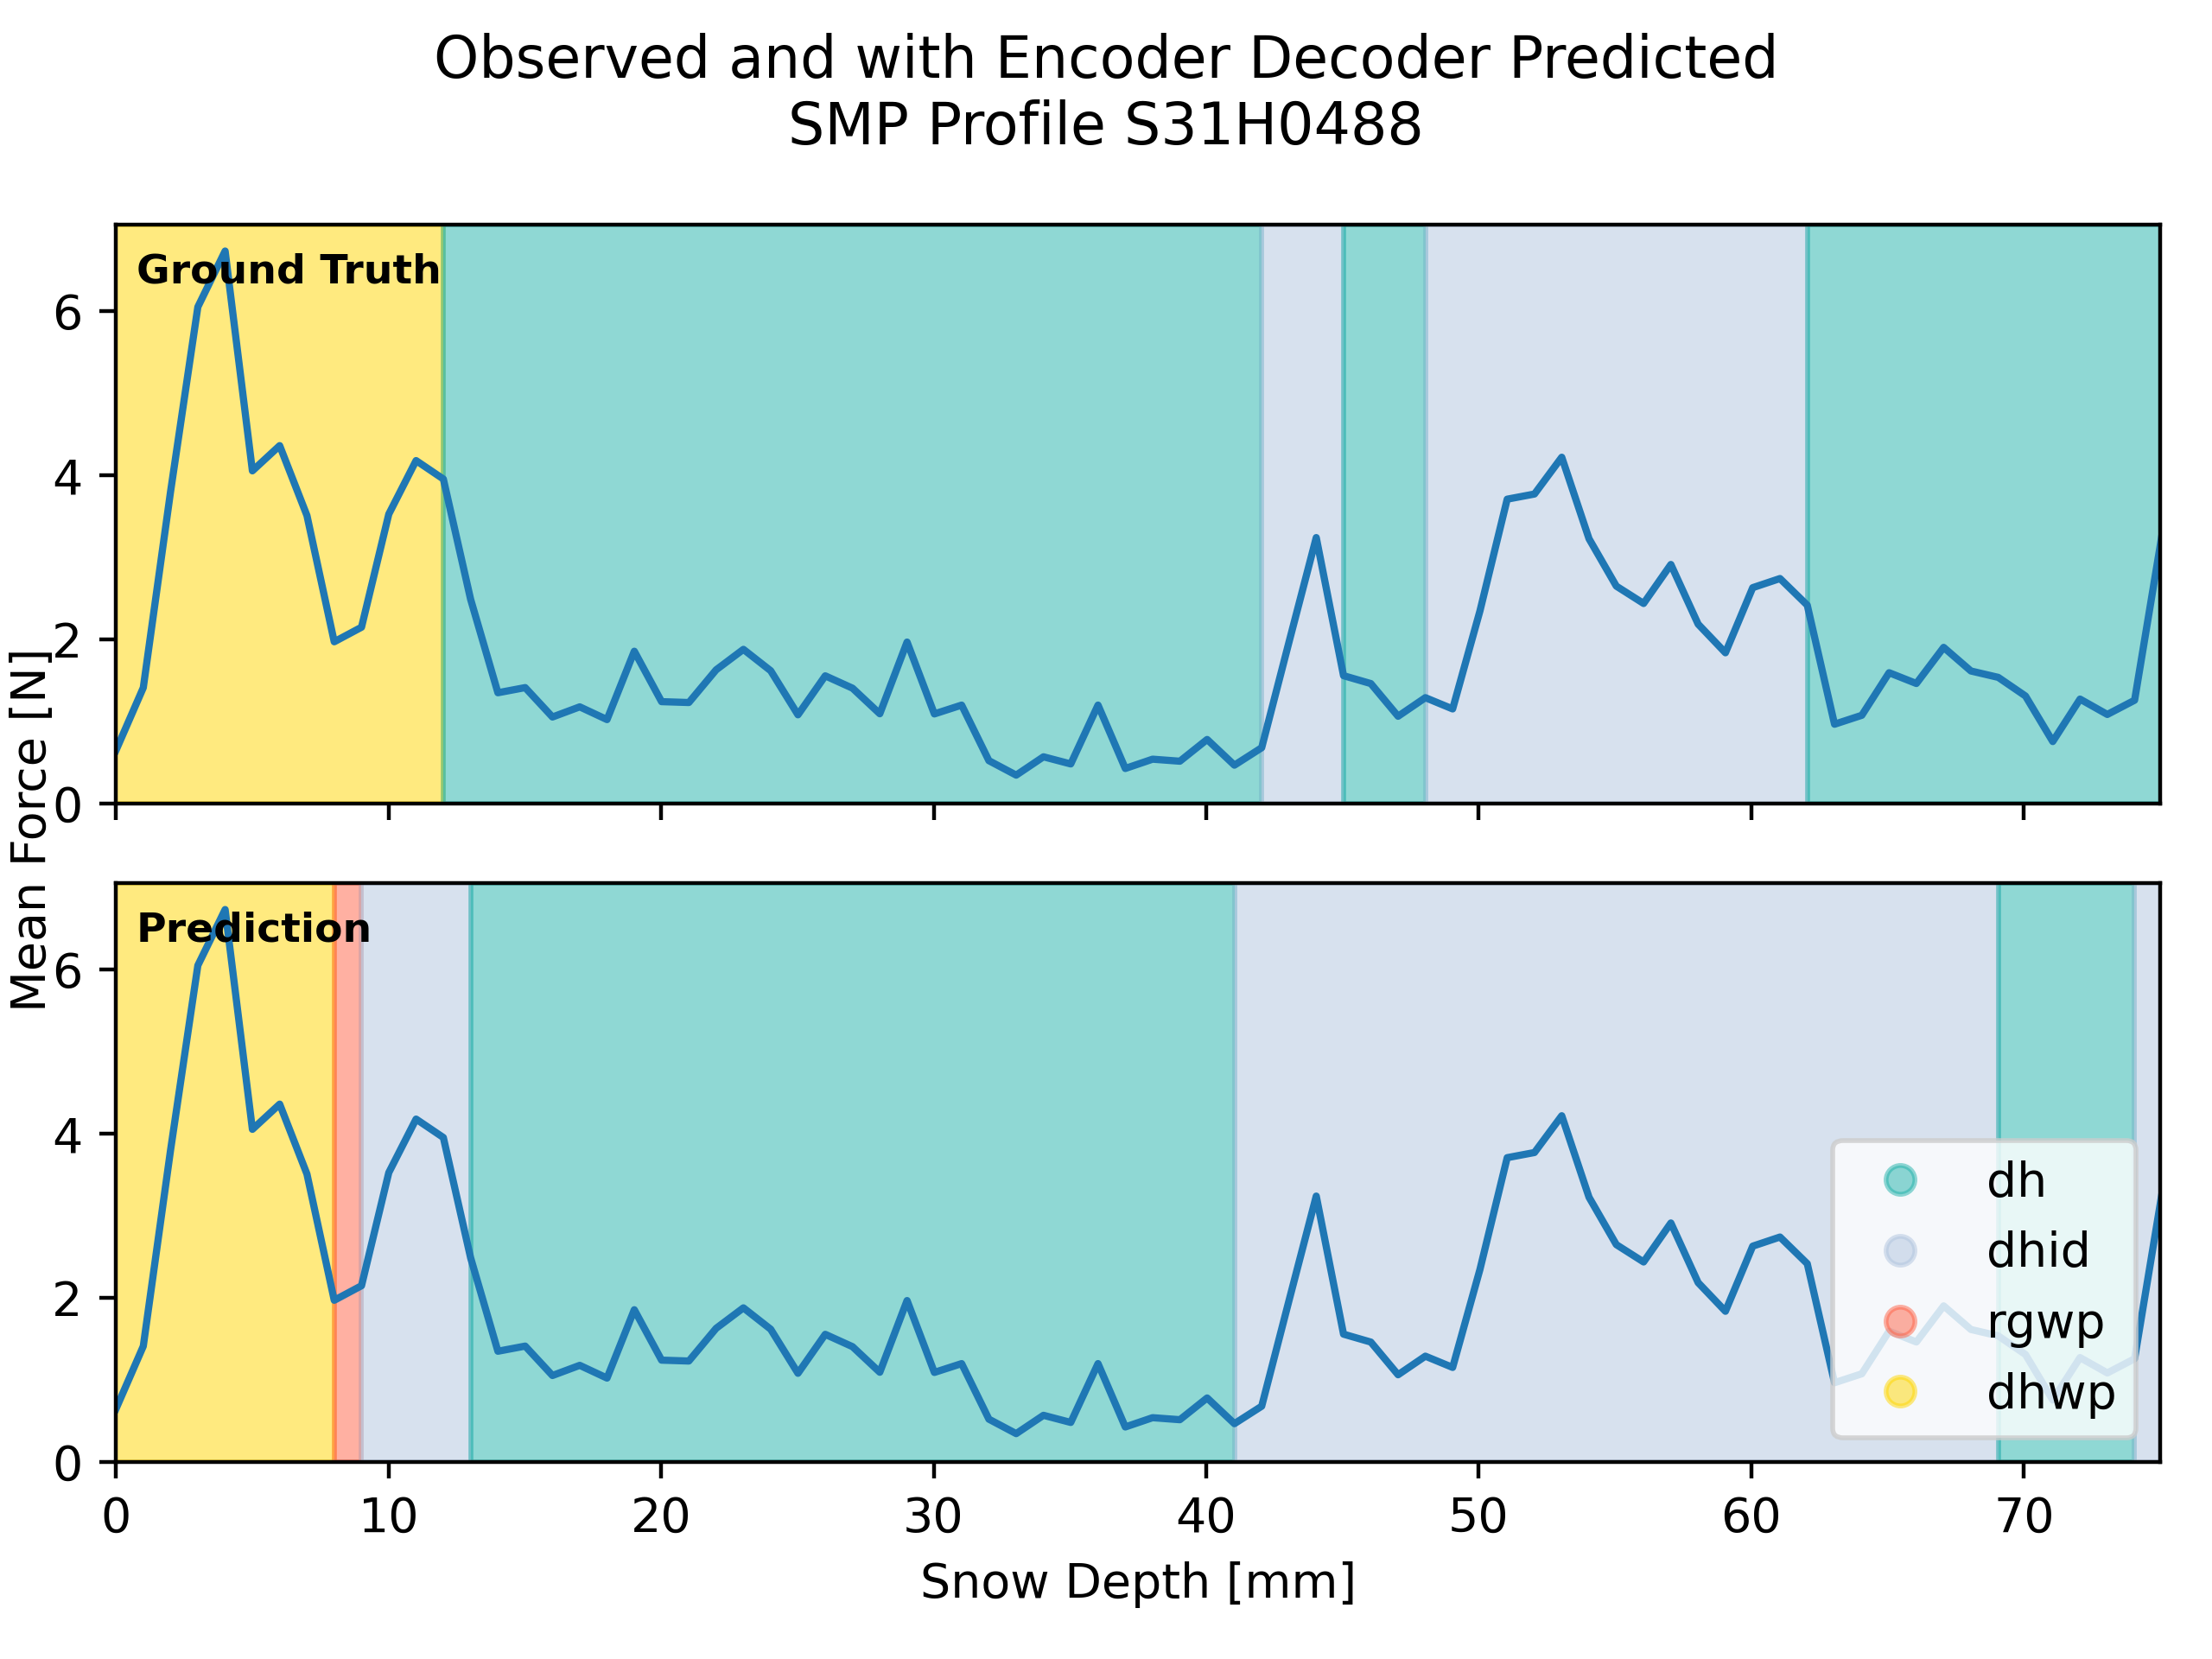 Observed and with Encoder Decoder Predicted
SMP Profile S31H0488
Ground Truth
6
4
2
0
Mean Force [N]
Prediction
6
4
2
0
dh
dhid
rgwp
dhwp
0 10 20 30 40 50 60 70
Snow Depth [mm]